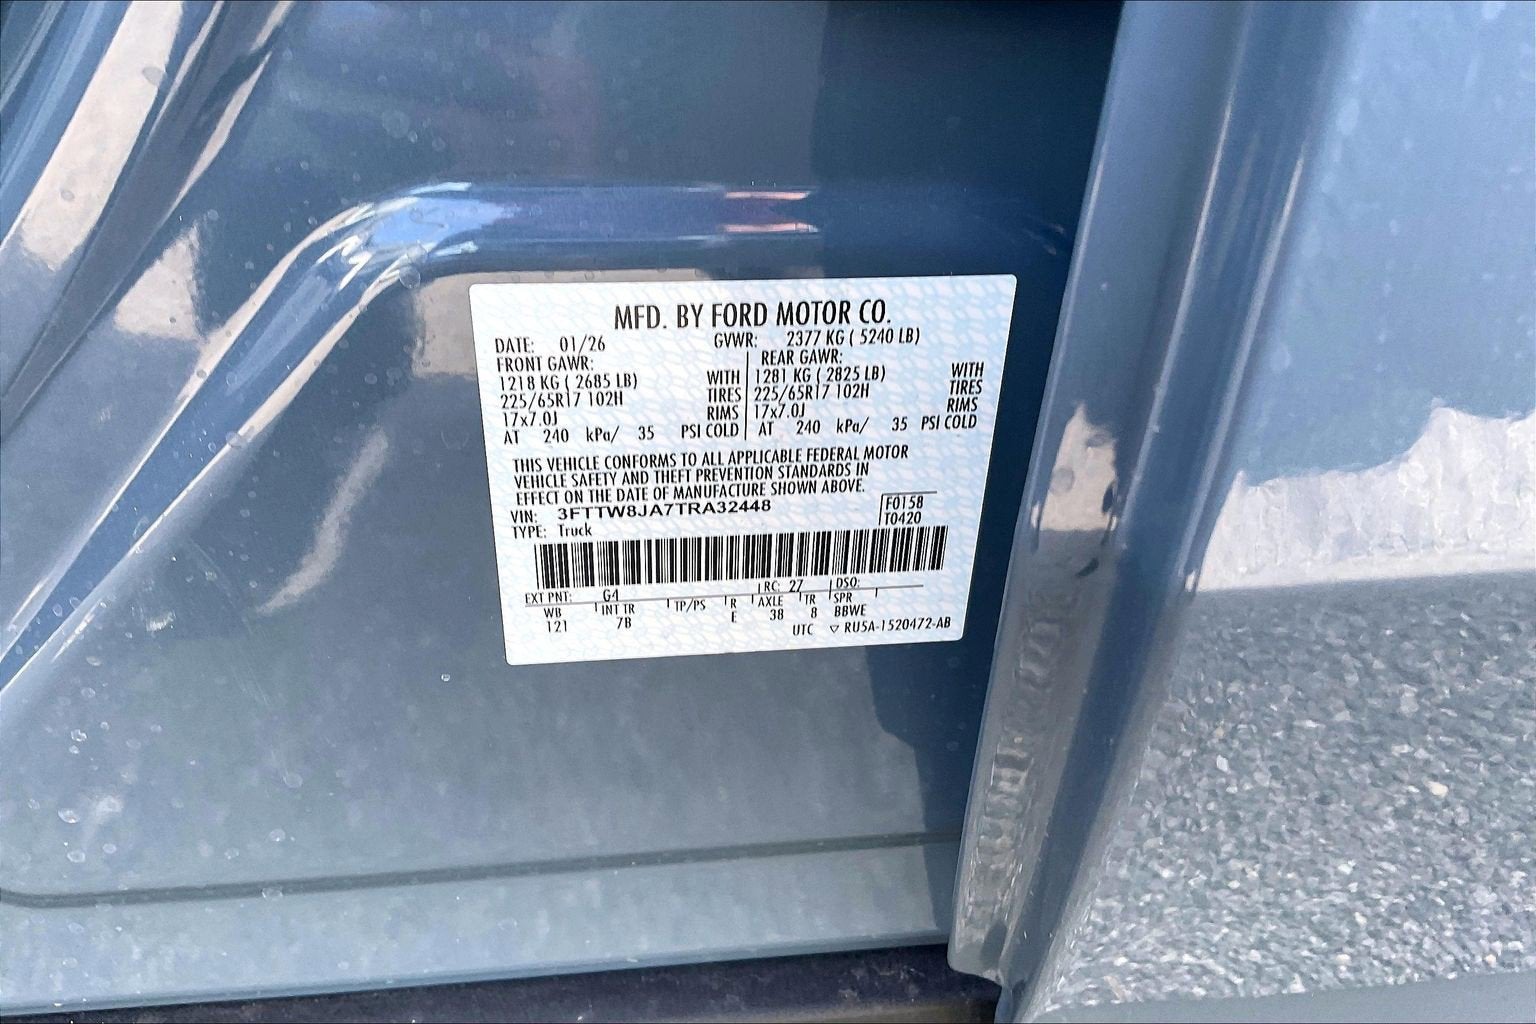 MFD. BY FORD MOTOR CO.
DATE: 01/26 GVWR: 2377 KG ( 5240 LB)
FRONT GAWR: REAR GAWR:
1218 KG ( 2685 LB) WITH 1281 KG ( 2825 LB) WITH
225/65R17 102H TIRES 225/65R17 102H TIRES
17x7.0J RIMS 17x7.0J RIMS
AT 240 kPa/ 35 PSI COLD AT 240 kPa/ 35 PSI COLD
THIS VEHICLE CONFORMS TO ALL APPLICABLE FEDERAL MOTOR
VEHICLE SAFETY AND THEFT PREVENTION STANDARDS IN
EFFECT ON THE DATE OF MANUFACTURE SHOWN ABOVE.
VIN: 3FTTW8JA7TRA32448 F0158
TYPE: Truck T0420
EXT PNT: G4 RC: 27 DSO:
WB INT TR TP/PS R AXLE TR SPR
121 7B E 38 8 BBWE
UTC ▽ RU5A-1520472-AB